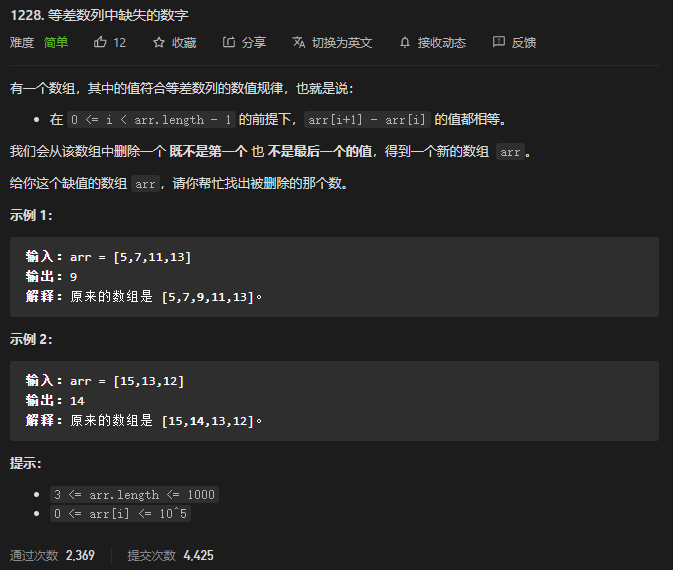 1228. 等差数列中缺失的数字
难度 简单 12 收藏 分享 切换为英文 接收动态 反馈
有一个数组，其中的值符合等差数列的数值规律，也就是说：
• 在 0 <= i < arr.length - 1 的前提下，arr[i+1] - arr[i] 的值都相等。
我们会从该数组中删除一个 既不是第一个 也 不是最后一个的值，得到一个新的数组 arr。
给你这个缺值的数组 arr，请你帮忙找出被删除的那个数。
示例 1：
输入：arr = [5,7,11,13]
输出：9
解释：原来的数组是 [5,7,9,11,13]。
示例 2：
输入：arr = [15,13,12]
输出：14
解释：原来的数组是 [15,14,13,12]。
提示：
• 3 <= arr.length <= 1000
• 0 <= arr[i] <= 10^5
通过次数 2,369 提交次数 4,425